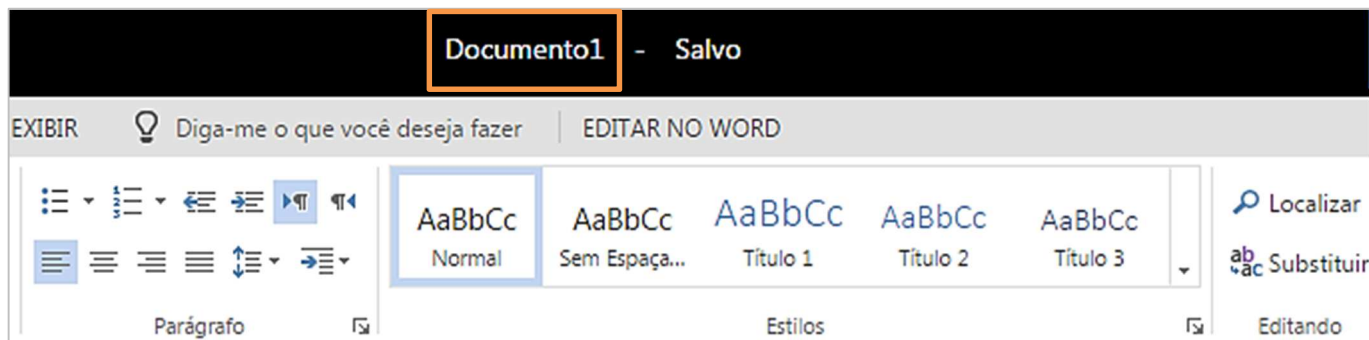 Documento1 - Salvo
EXIBIR Diga-me o que você deseja fazer EDITAR NO WORD
AaBbCc AaBbCc AaBbCc AaBbCc AaBbCc Localizar
Normal Sem Espaça... Título 1 Título 2 Título 3 Substituir
Parágrafo Estilos Editando